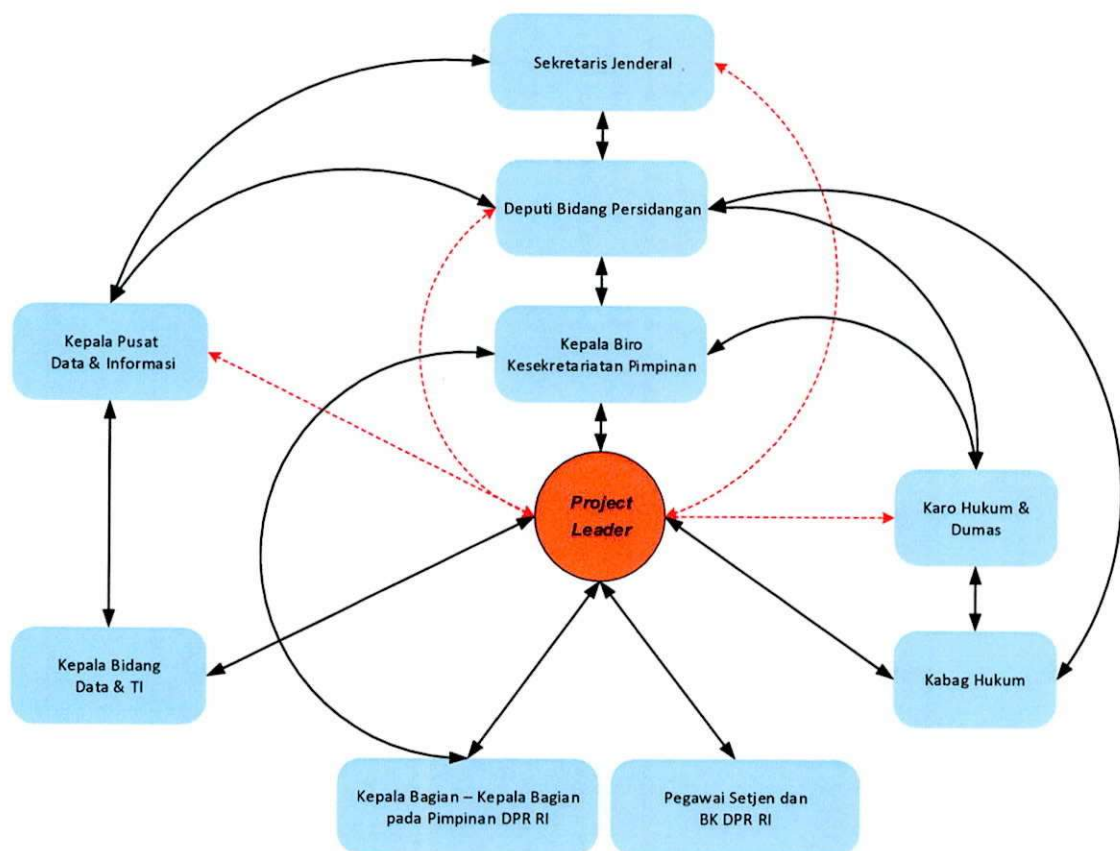 Sekretaris Jenderal
Deputi Bidang Persidangan
Kepala Pusat
Data & Informasi
Kepala Biro
Kesekretariatan Pimpinan
Project
Leader
Karo Hukum &
Dumas
Kepala Bidang
Data & TI
Kabag Hukum
Kepala Bagian – Kepala Bagian
pada Pimpinan DPR RI
Pegawai Setjen dan
BK DPR RI